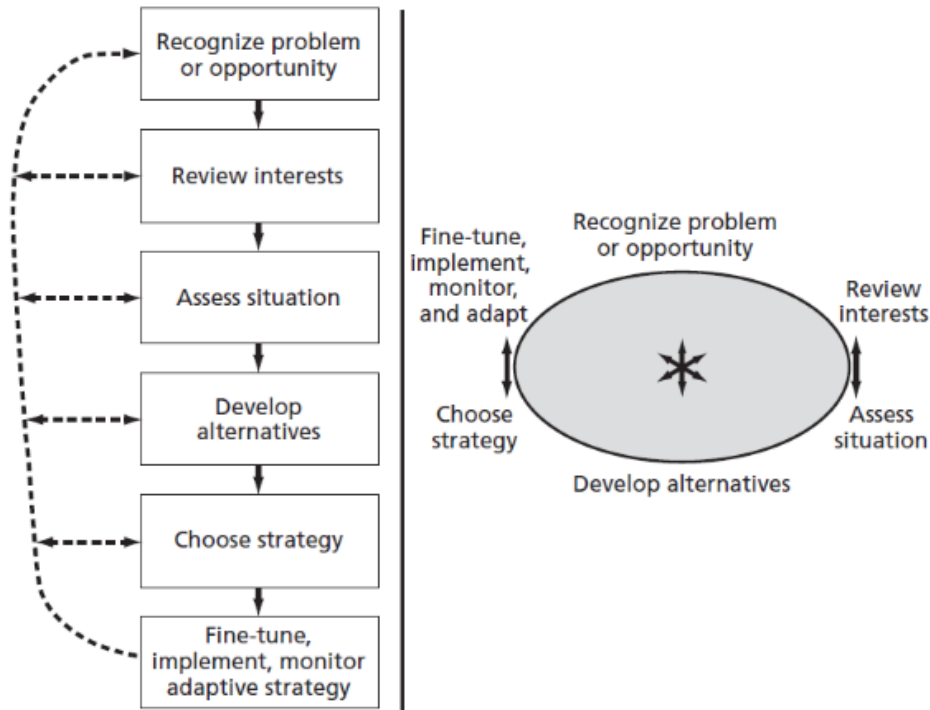 Recognize problem
or opportunity
Review interests
Assess situation
Develop
alternatives
Choose strategy
Fine-tune,
implement, monitor
adaptive strategy
Recognize problem
or opportunity
Fine-tune,
implement,
monitor,
and adapt
Review
interests
Choose
strategy
Assess
situation
Develop alternatives